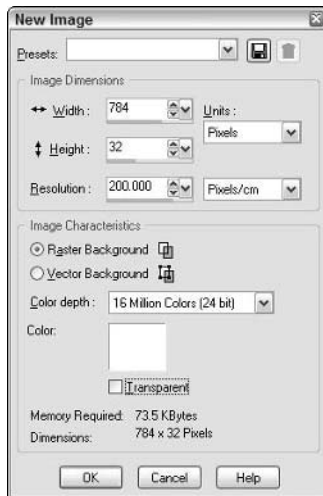 New Image
Presets:
Image Dimensions
Width : 784 Units :
Pixels
Height : 32
Resolution : 200.000 Pixels/cm
Image Characteristics
Raster Background
Vector Background
Color depth : 16 Million Colors (24 bit)
Color:
Transparent
Memory Required: 73.5 KBytes
Dimensions: 784 x 32 Pixels
OK Cancel Help